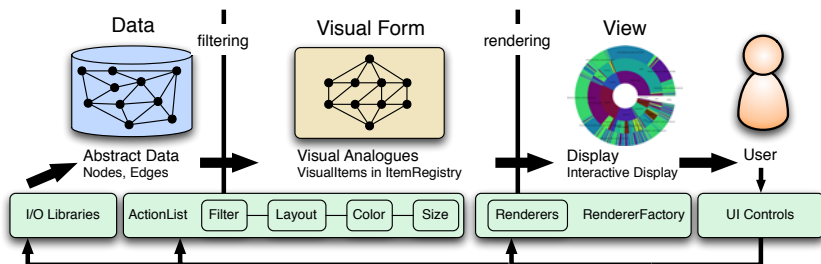 Data
filtering
Visual Form
rendering
View
Abstract Data
Nodes, Edges
Visual Analogues
VisualItems in ItemRegistry
Display
Interactive Display
User
I/O Libraries
ActionList
Filter
Layout
Color
Size
Renderers
RendererFactory
UI Controls